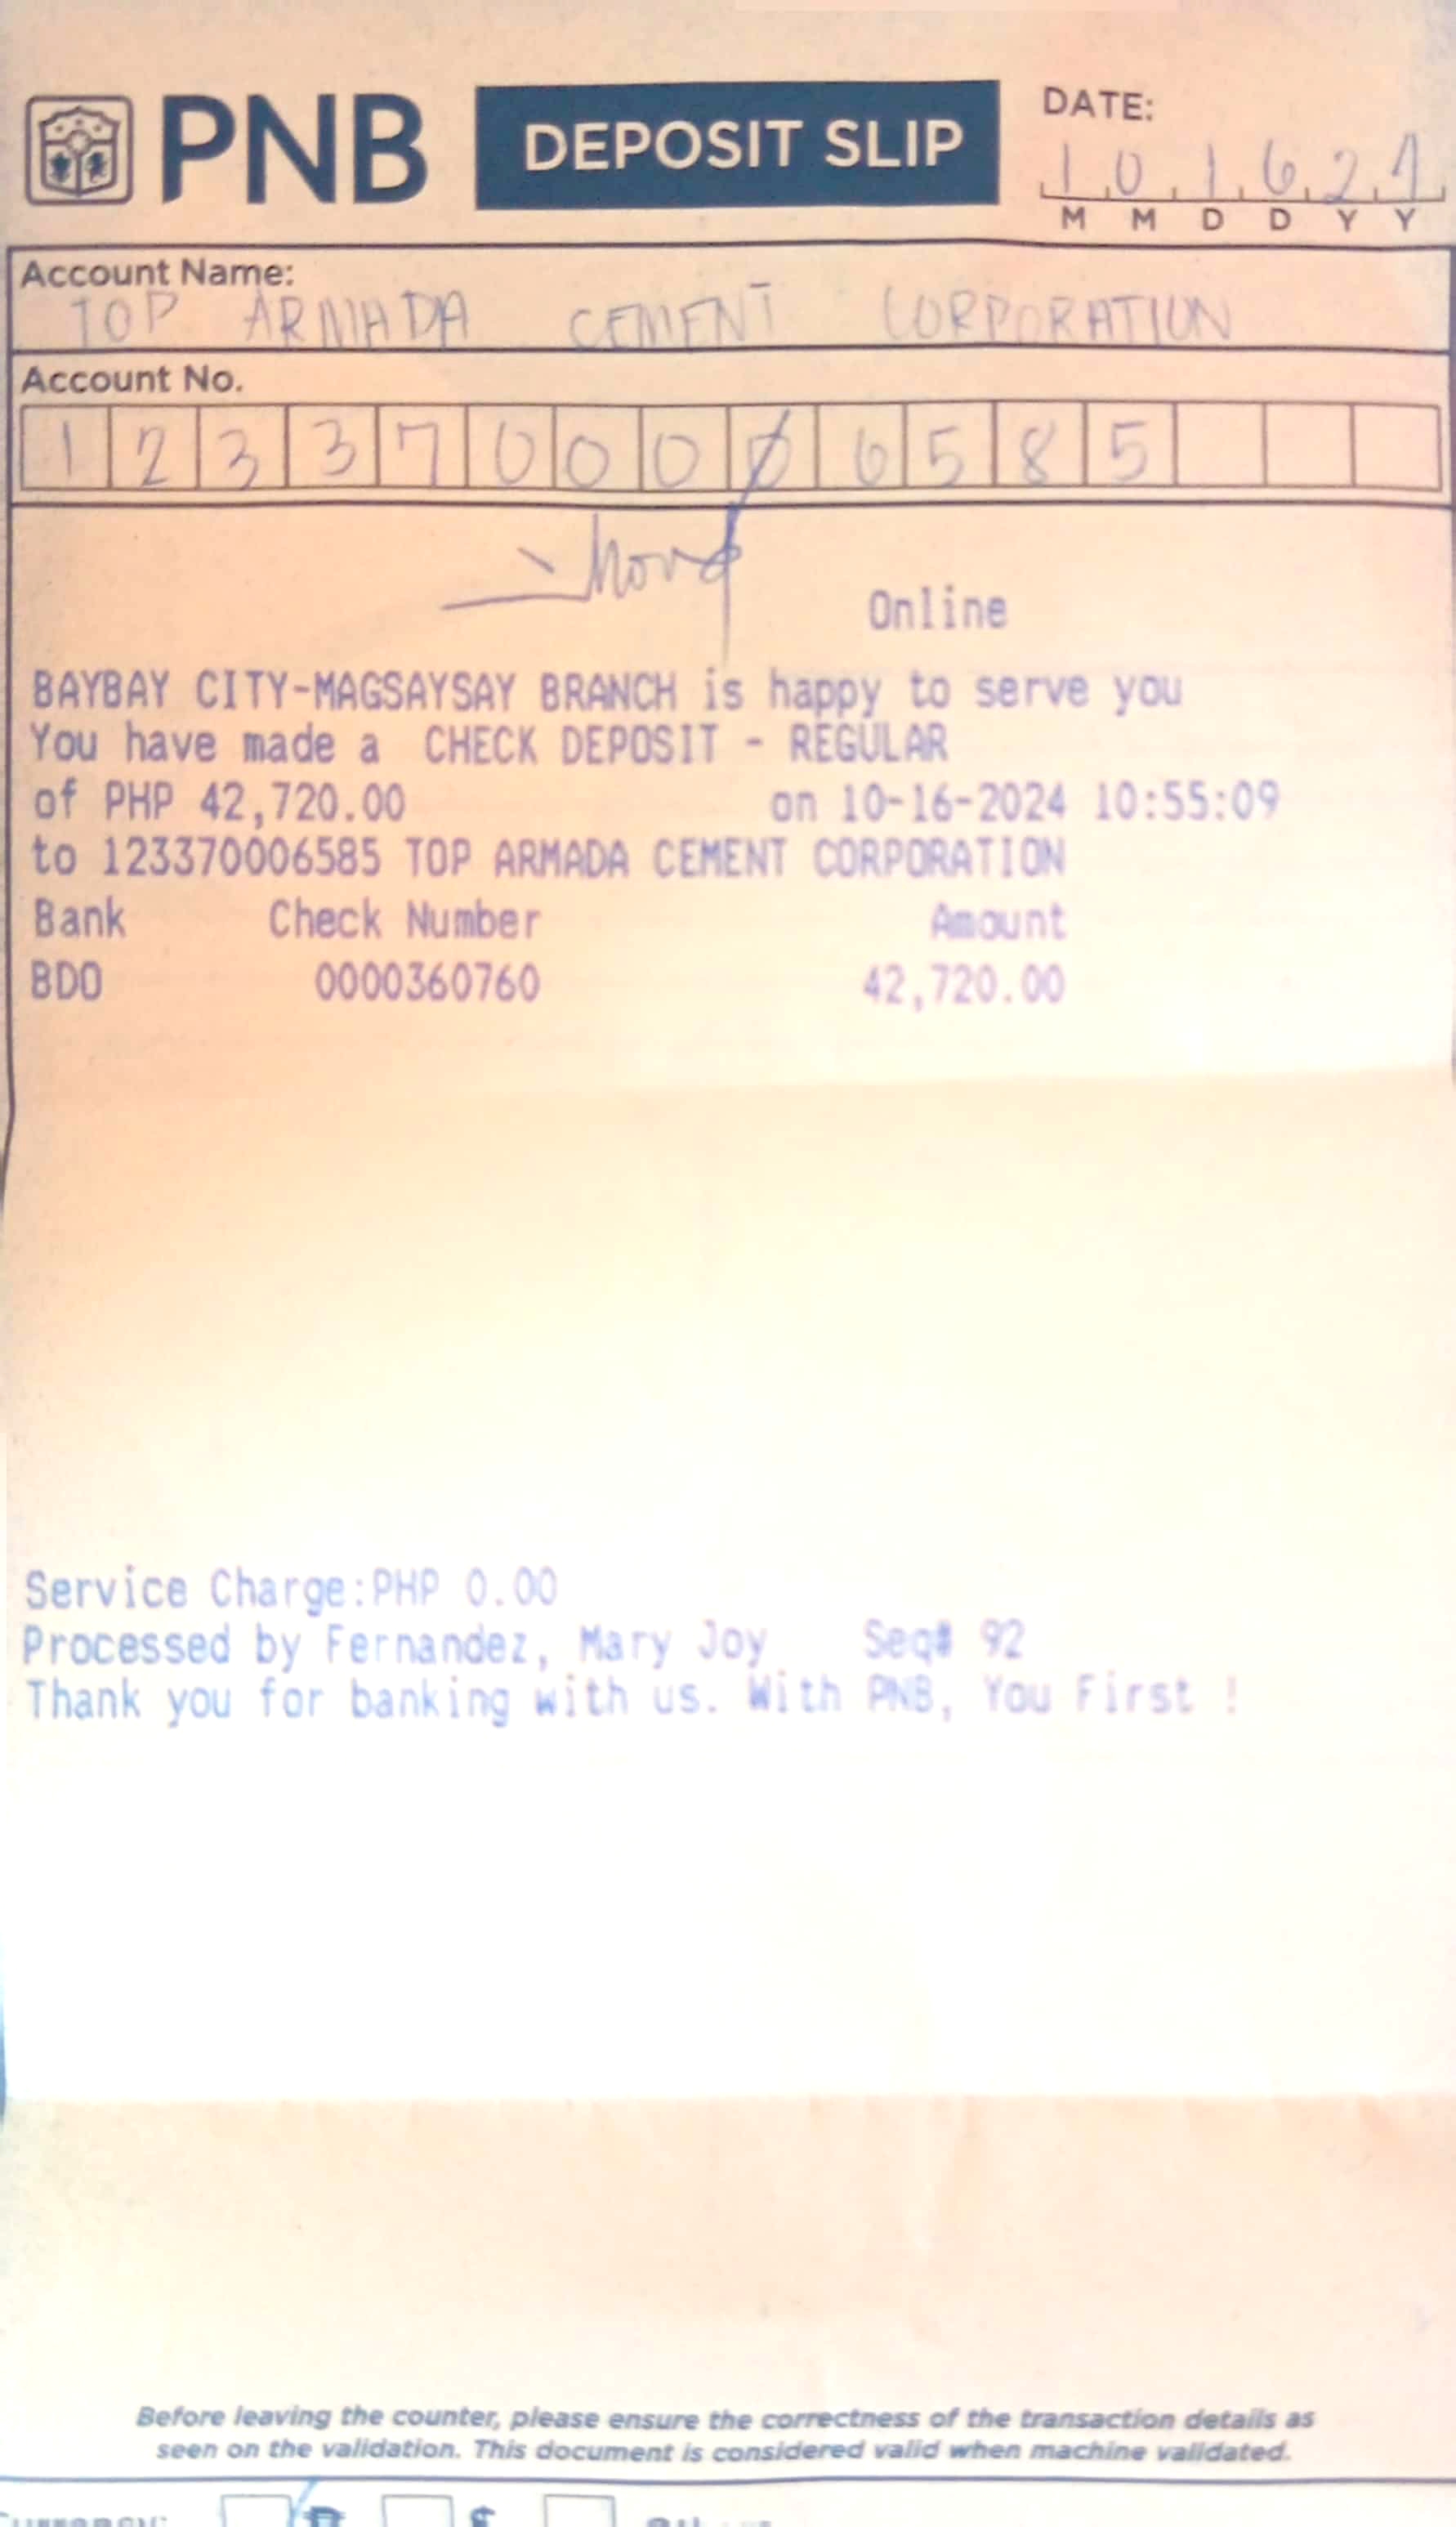 PNB DEPOSIT SLIP
DATE:
1 0 1 6 2 4
M M D D Y Y
Account Name:
TOP ARMADA CEMENT CORPORATION
Account No.
1 2 3 3 7 0 0 0 0 6 5 8 5
Online
BAYBAY CITY-MAGSAYSAY BRANCH is happy to serve you
You have made a CHECK DEPOSIT - REGULAR
of PHP 42,720.00 on 10-16-2024 10:55:09
to 123370006585 TOP ARMADA CEMENT CORPORATION
Bank Check Number Amount
BDO 0000360760 42,720.00
Service Charge:PHP 0.00
Processed by Fernandez, Mary Joy Seq# 92
Thank you for banking with us. With PNB, You First !
Before leaving the counter, please ensure the correctness of the transaction details as
seen on the validation. This document is considered valid when machine validated.